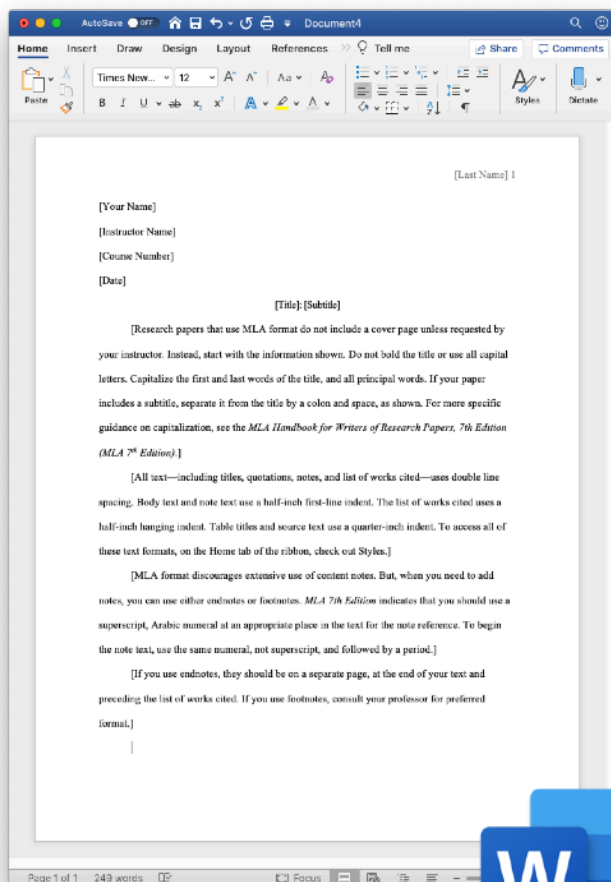 AutoSave OFF Document4
Home Insert Draw Design Layout References Tell me Share Comments
Paste Times New... 12 Styles Dictate
[Last Name] 1
[Your Name]
[Instructor Name]
[Course Number]
[Date]
[Title]: [Subtitle]
[Research papers that use MLA format do not include a cover page unless requested by
your instructor. Instead, start with the information shown. Do not bold the title or use all capital
letters. Capitalize the first and last words of the title, and all principal words. If your paper
includes a subtitle, separate it from the title by a colon and space, as shown. For more specific
guidance on capitalization, see the MLA Handbook for Writers of Research Papers, 7th Edition
(MLA 7th Edition).]
[All text—including titles, quotations, notes, and list of works cited—uses double line
spacing. Body text and note text use a half-inch first-line indent. The list of works cited uses a
half-inch hanging indent. Table titles and source text use a quarter-inch indent. To access all of
these text formats, on the Home tab of the ribbon, check out Styles.]
[MLA format discourages extensive use of content notes. But, when you need to add
notes, you can use either endnotes or footnotes. MLA 7th Edition indicates that you should use a
superscript, Arabic numeral at an appropriate place in the text for the note reference. To begin
the note text, use the same numeral, not superscript, and followed by a period.]
[If you use endnotes, they should be on a separate page, at the end of your text and
preceding the list of works cited. If you use footnotes, consult your professor for preferred
format.]
Page 1 of 1 249 words Focus
W